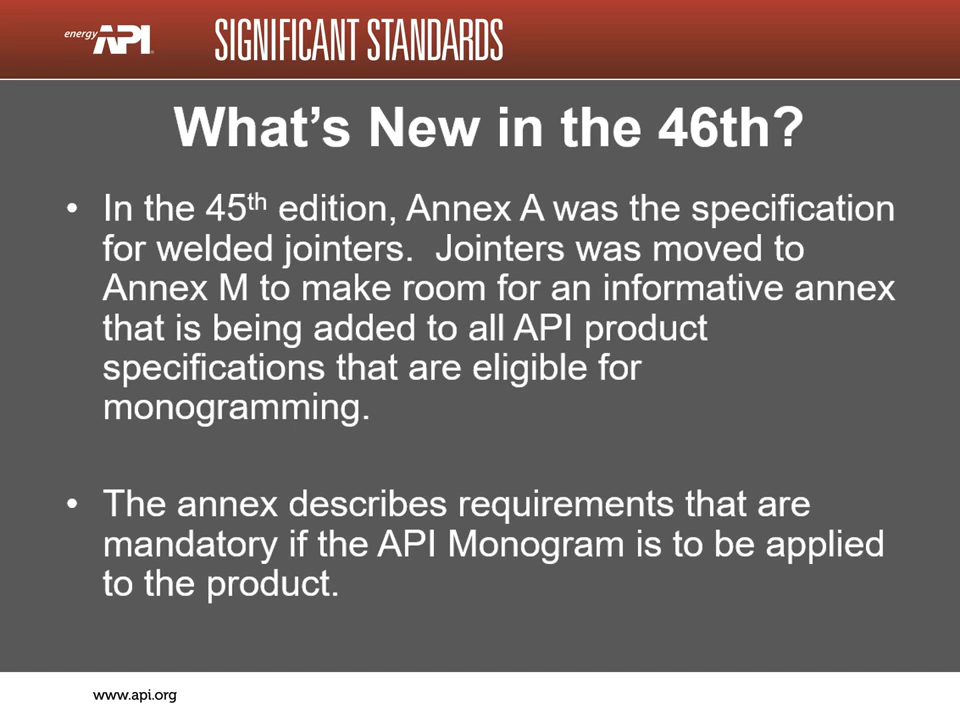 energy API SIGNIFICANT STANDARDS
What's New in the 46th?
• In the 45th edition, Annex A was the specification
for welded jointers.  Jointers was moved to
Annex M to make room for an informative annex
that is being added to all API product
specifications that are eligible for
monogramming.
• The annex describes requirements that are
mandatory if the API Monogram is to be applied
to the product.
www.api.org